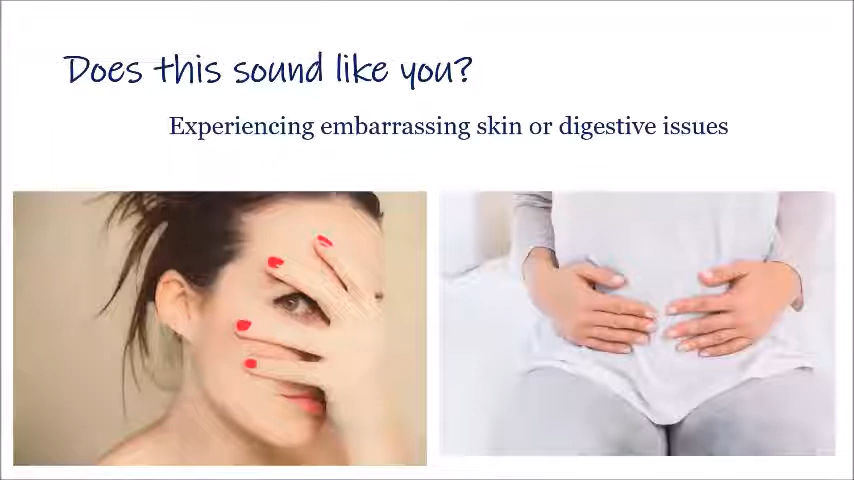 Does this sound like you?
Experiencing embarrassing skin or digestive issues